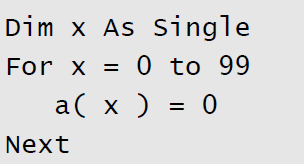 Dim x As Single
For x = 0 to 99
   a( x ) = 0
Next